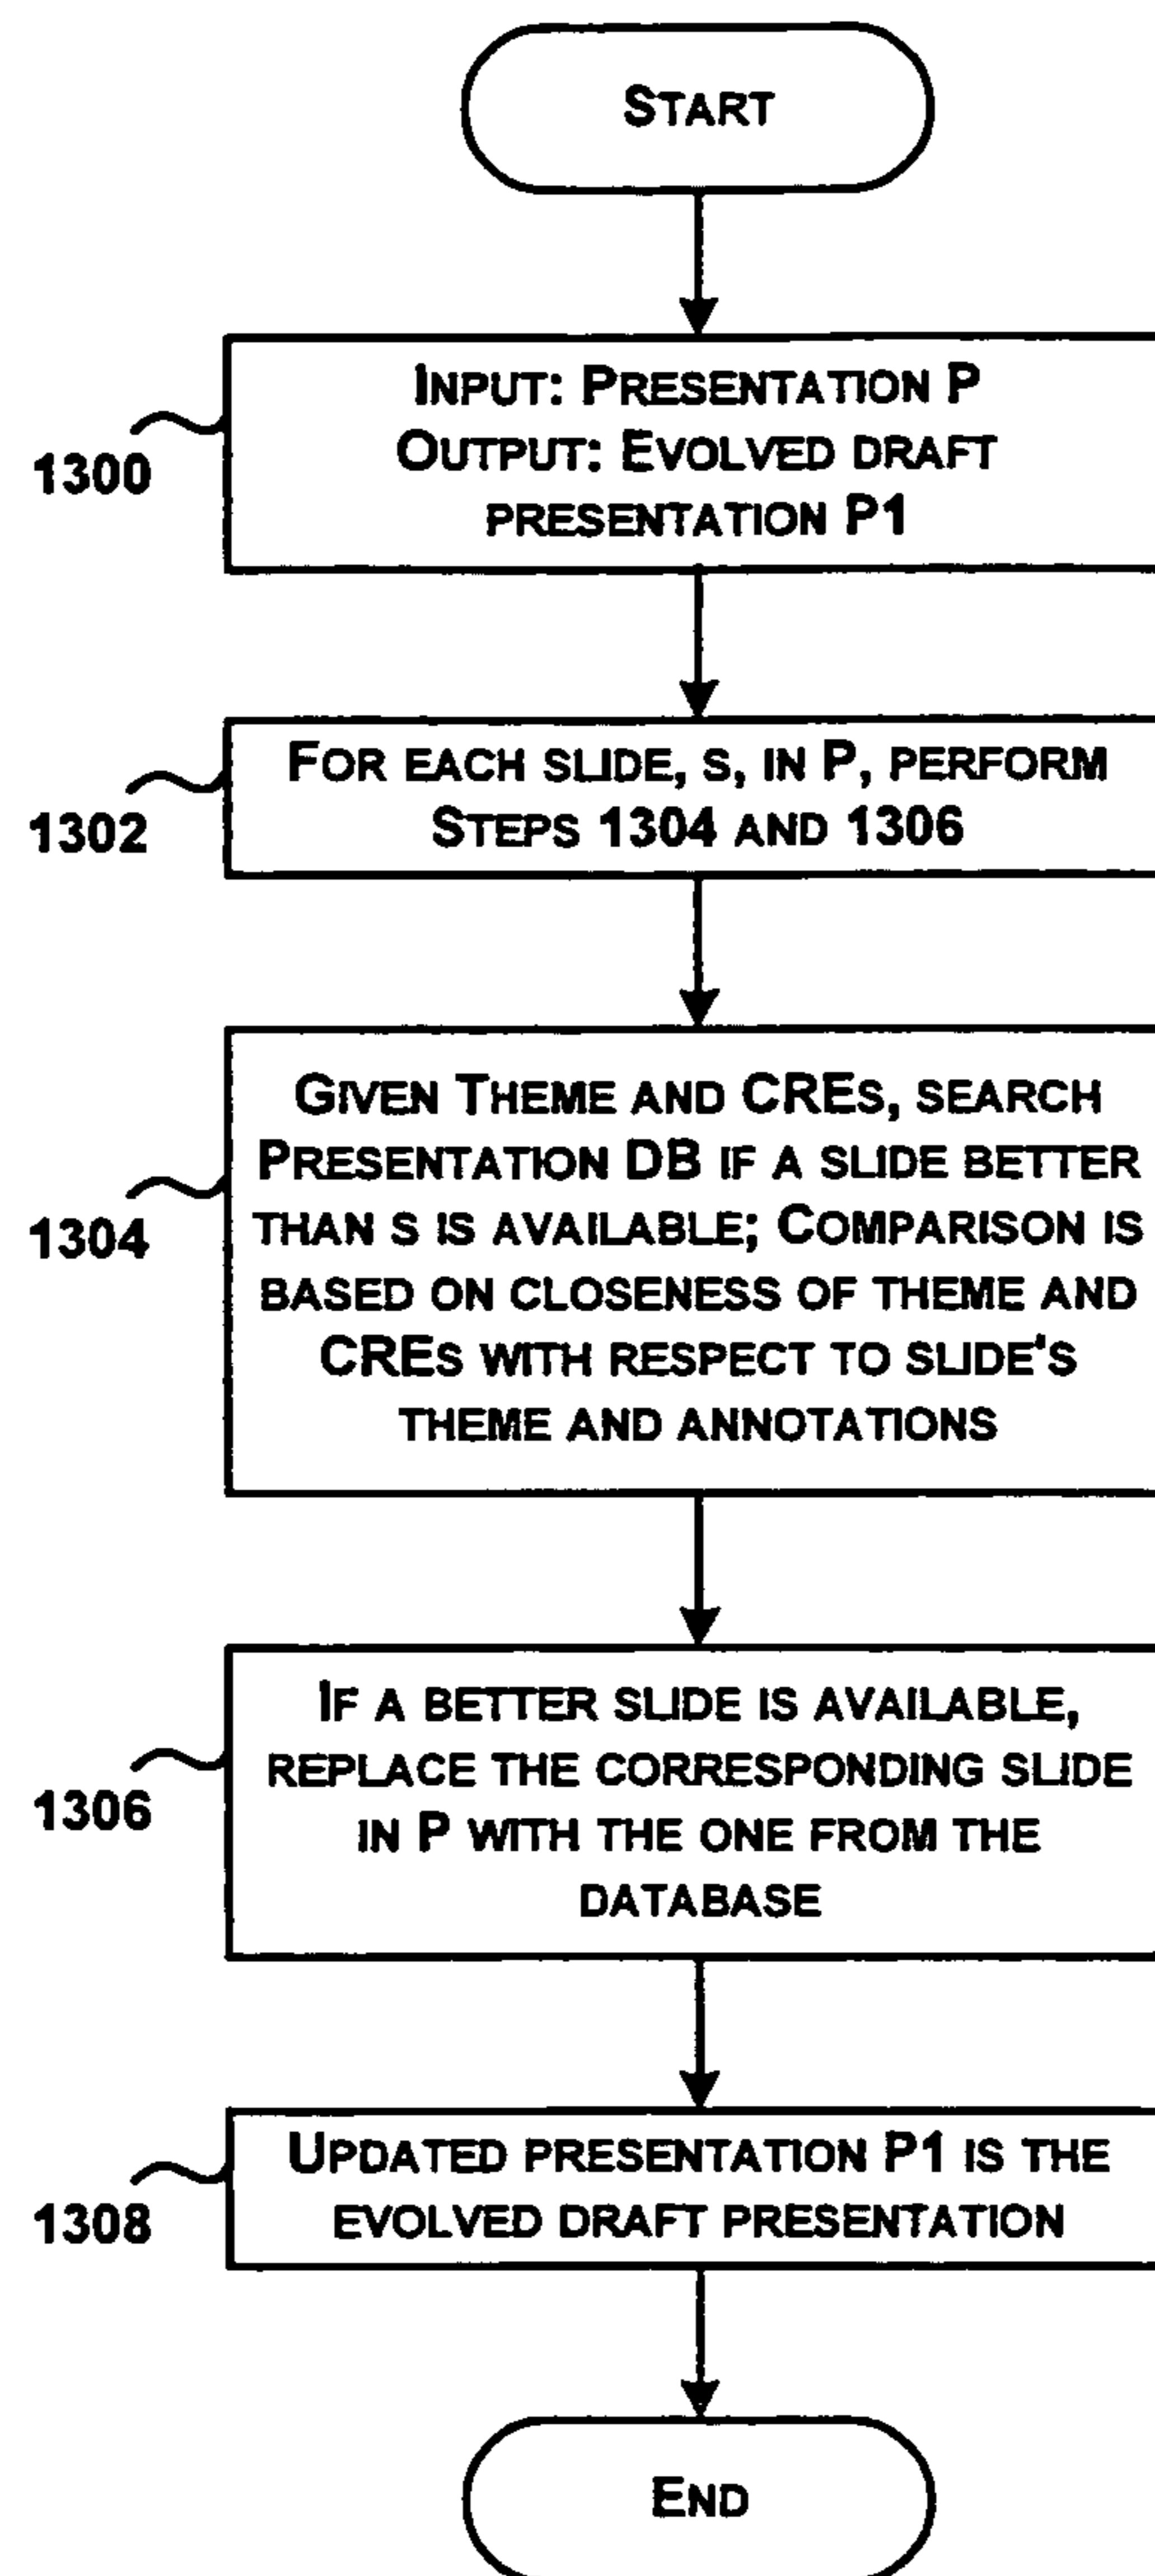 START
INPUT: PRESENTATION P
OUTPUT: EVOLVED DRAFT
PRESENTATION P1
1300
FOR EACH SLIDE, S, IN P, PERFORM
STEPS 1304 AND 1306
1302
GIVEN THEME AND CRES, SEARCH
PRESENTATION DB IF A SLIDE BETTER
THAN S IS AVAILABLE; COMPARISON IS
BASED ON CLOSENESS OF THEME AND
CRES WITH RESPECT TO SLIDE'S
THEME AND ANNOTATIONS
1304
IF A BETTER SLIDE IS AVAILABLE,
REPLACE THE CORRESPONDING SLIDE
IN P WITH THE ONE FROM THE
DATABASE
1306
UPDATED PRESENTATION P1 IS THE
EVOLVED DRAFT PRESENTATION
1308
END